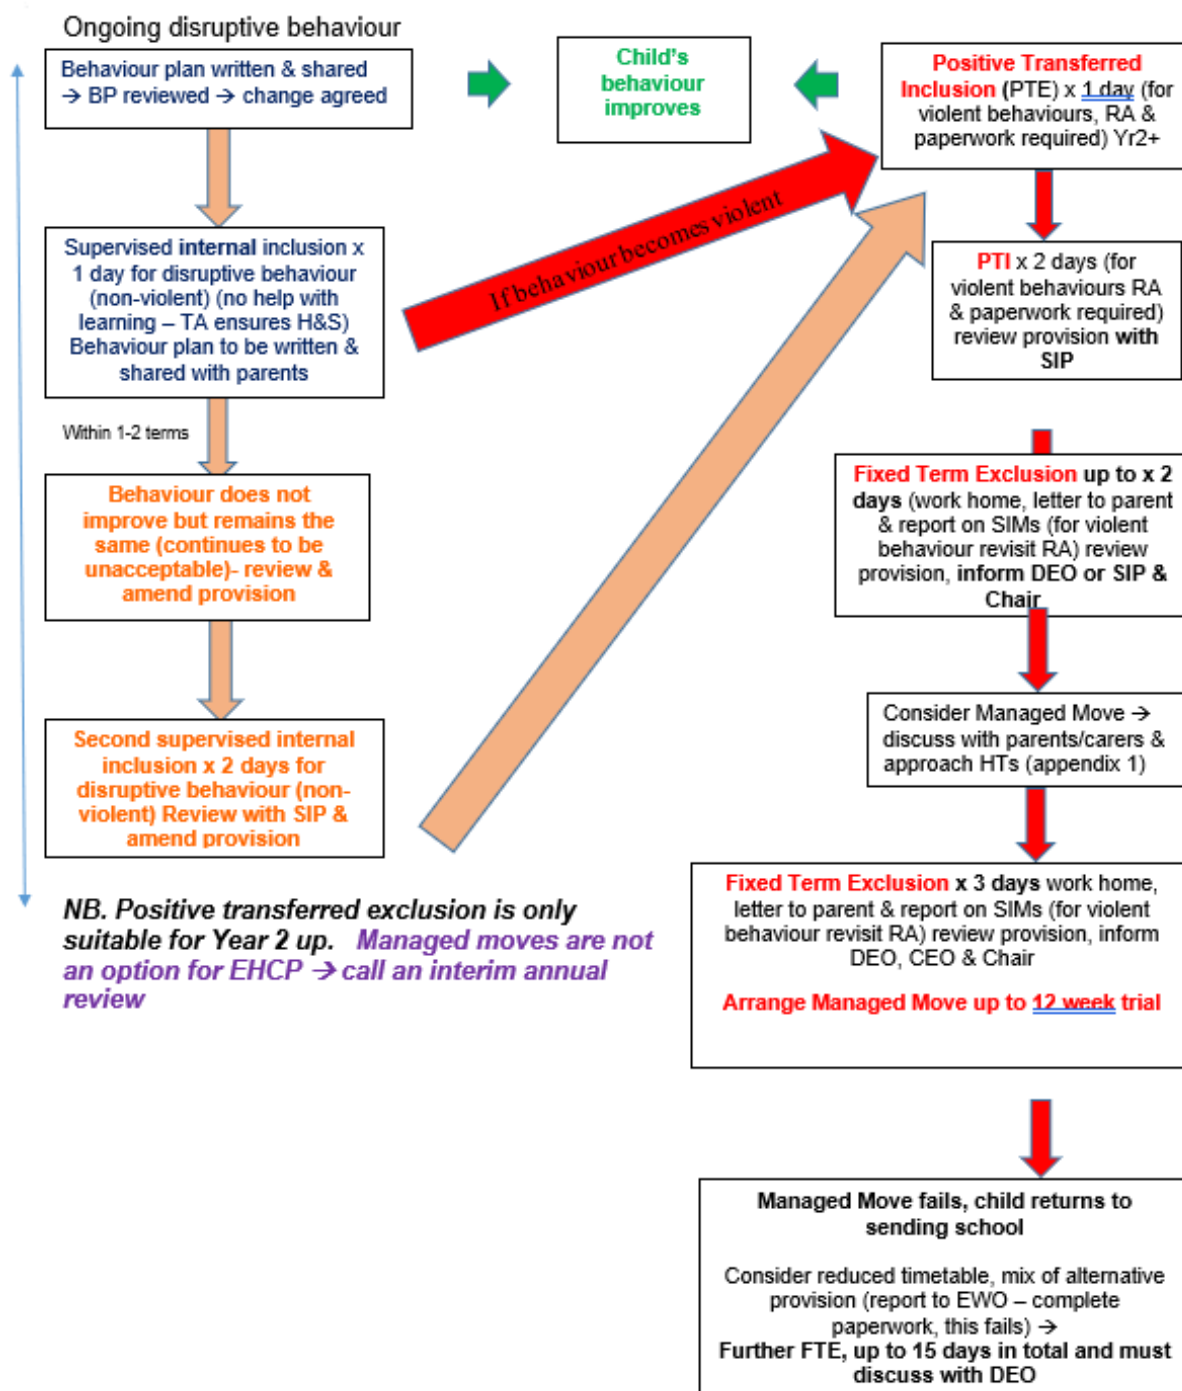 Ongoing disruptive behaviour
Behaviour plan written & shared
→ BP reviewed → change agreed
Child's
behaviour
improves
Positive Transferred
Inclusion (PTE) x 1 day (for
violent behaviours, RA &
paperwork required) Yr2+
If behaviour becomes violent
Supervised internal inclusion x
1 day for disruptive behaviour
(non-violent) (no help with
learning – TA ensures H&S)
Behaviour plan to be written &
shared with parents
PTI x 2 days (for
violent behaviours RA
& paperwork required)
review provision with
SIP
Within 1-2 terms
Behaviour does not
improve but remains the
same (continues to be
unacceptable)- review &
amend provision
Fixed Term Exclusion up to x 2
days (work home, letter to parent
& report on SIMs (for violent
behaviour revisit RA) review
provision, inform DEO or SIP &
Chair
Second supervised internal
inclusion x 2 days for
disruptive behaviour (non-
violent) Review with SIP &
amend provision
Consider Managed Move →
discuss with parents/carers &
approach HTs (appendix 1)
NB. Positive transferred exclusion is only
suitable for Year 2 up. Managed moves are not
an option for EHCP → call an interim annual
review
Fixed Term Exclusion x 3 days work home,
letter to parent & report on SIMs (for violent
behaviour revisit RA) review provision, inform
DEO, CEO & Chair
Arrange Managed Move up to 12 week trial
Managed Move fails, child returns to
sending school
Consider reduced timetable, mix of alternative
provision (report to EWO – complete
paperwork, this fails) →
Further FTE, up to 15 days in total and must
discuss with DEO